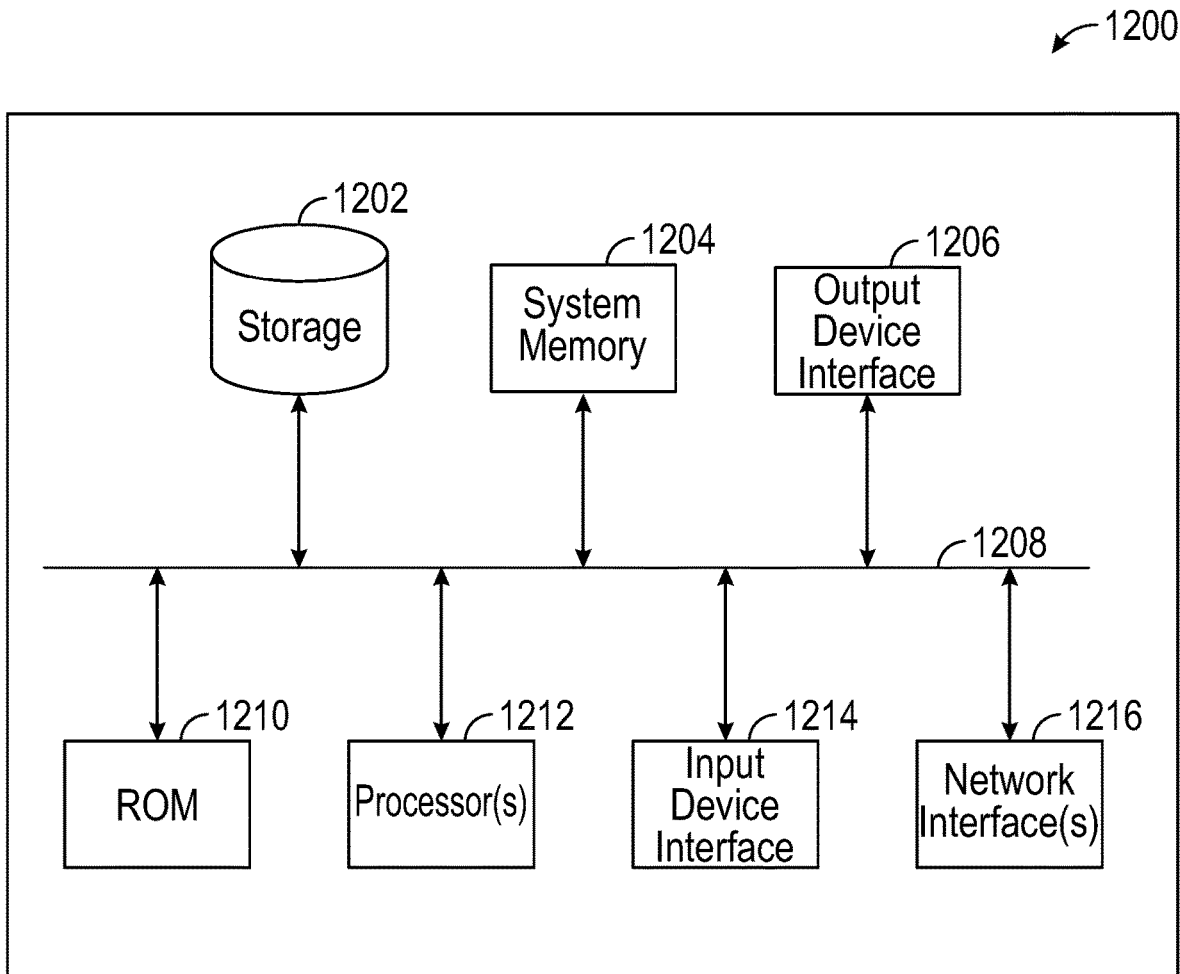 1200
1202
Storage
1204
System
Memory
1206
Output
Device
Interface
1208
1210
ROM
1212
Processor(s)
1214
Input
Device
Interface
1216
Network
Interface(s)